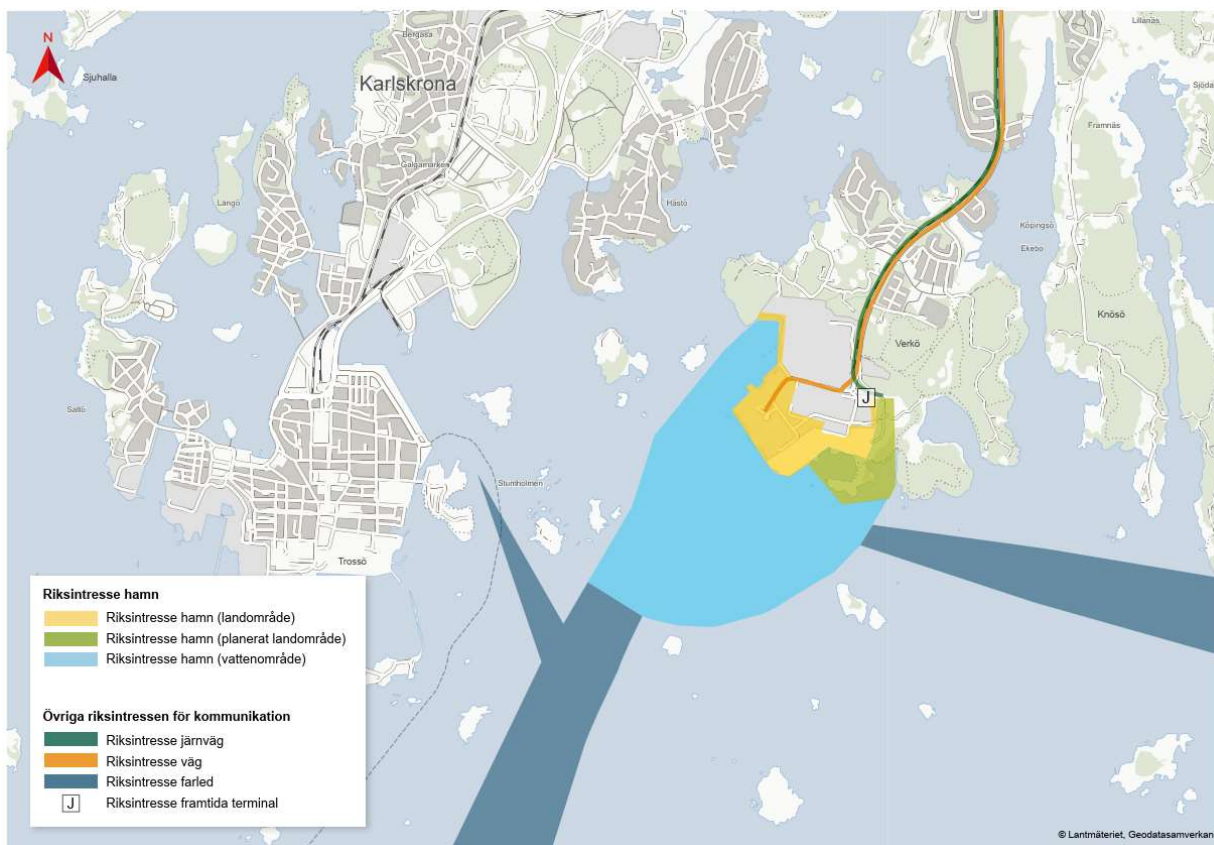 N
Sjuhalla
Bergåsa
Karlskrona
Lillanäs
Sjöda
Framnäs
Galgamarken
Långö
Hästö
Köpingsö
Ekebo
Knösö
Verkö
J
Saltö
Stumholmen
Trossö
Riksintresse hamn
Riksintresse hamn (landområde)
Riksintresse hamn (planerat landområde)
Riksintresse hamn (vattenområde)
Övriga riksintressen för kommunikation
Riksintresse järnväg
Riksintresse väg
Riksintresse farled
J Riksintresse framtida terminal
© Lantmäteriet, Geodatasamverkan